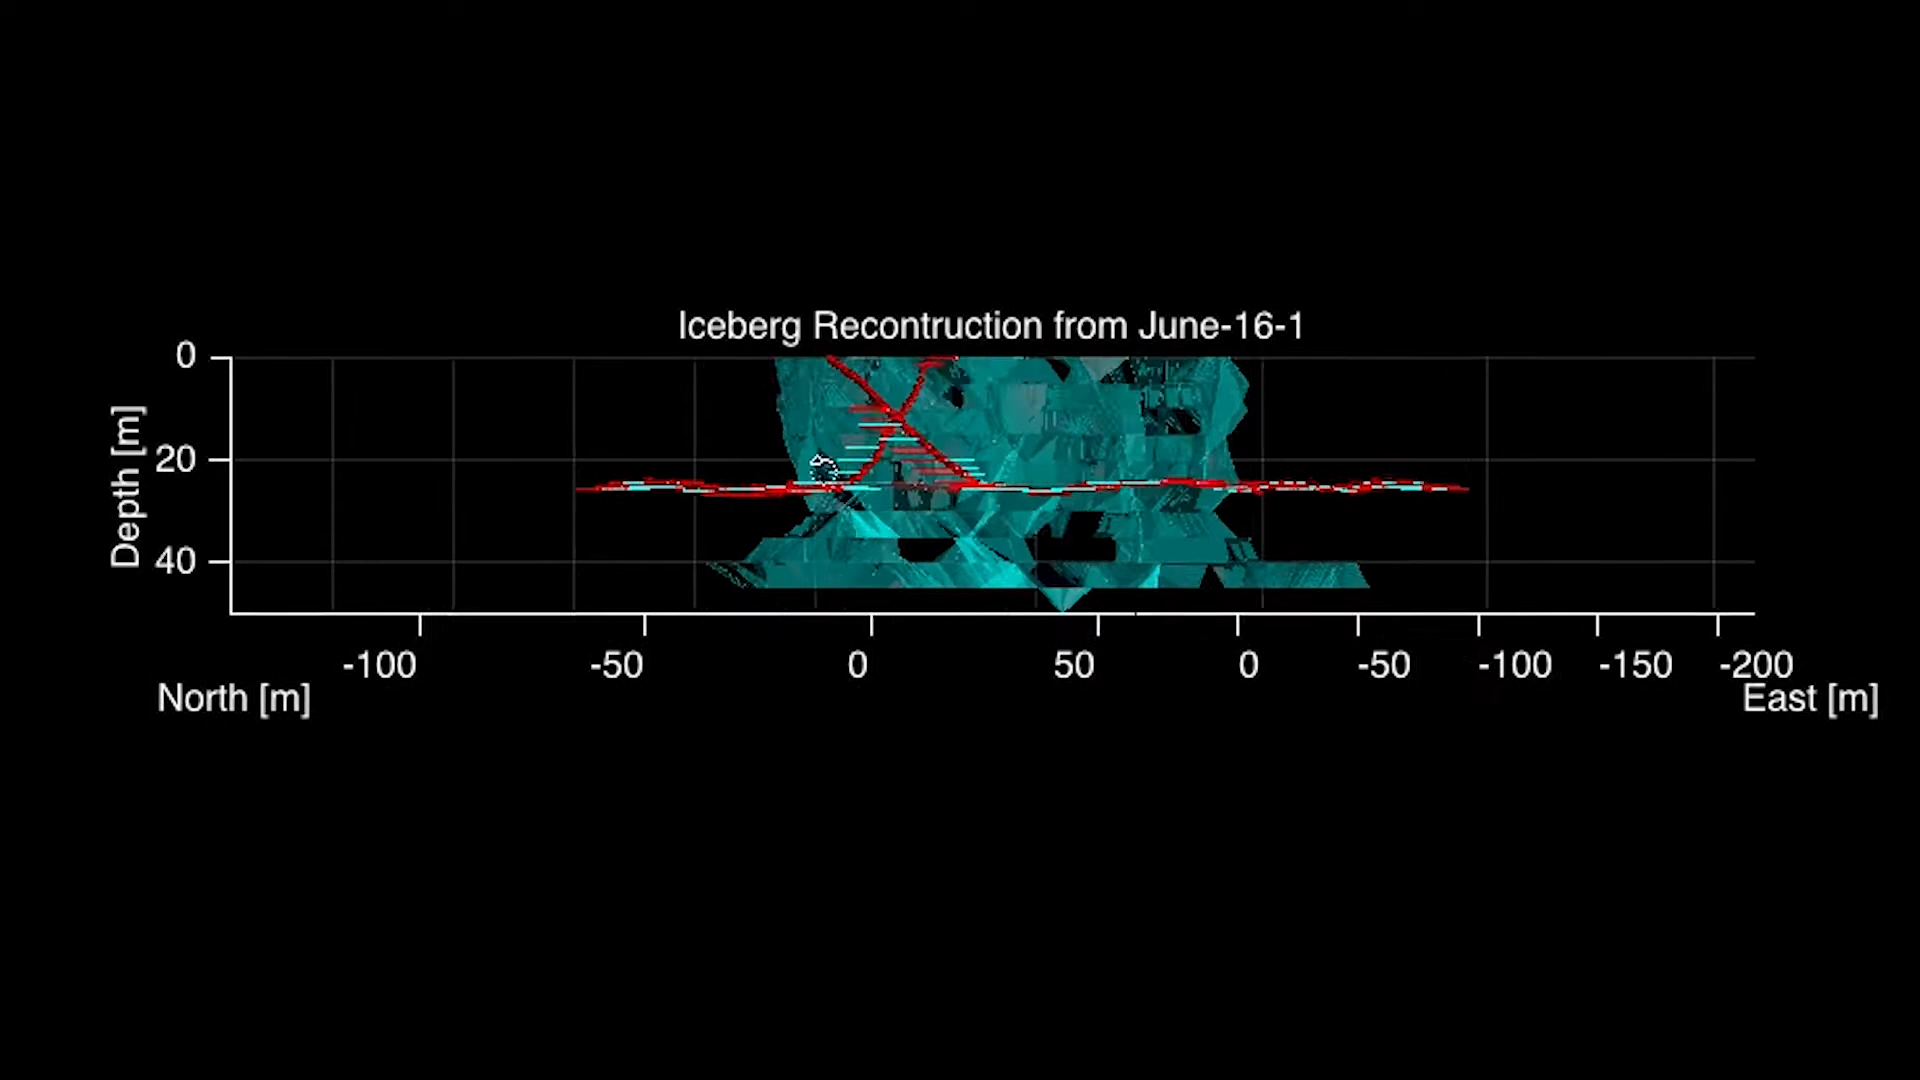 Iceberg Recontruction from June-16-1
0
20
40
Depth [m]
-100 -50 0 50 0 -50 -100 -150 -200
North [m] East [m]